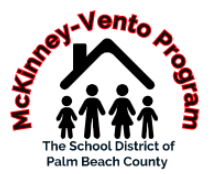 McKinney-Vento Program
The School District of
Palm Beach County